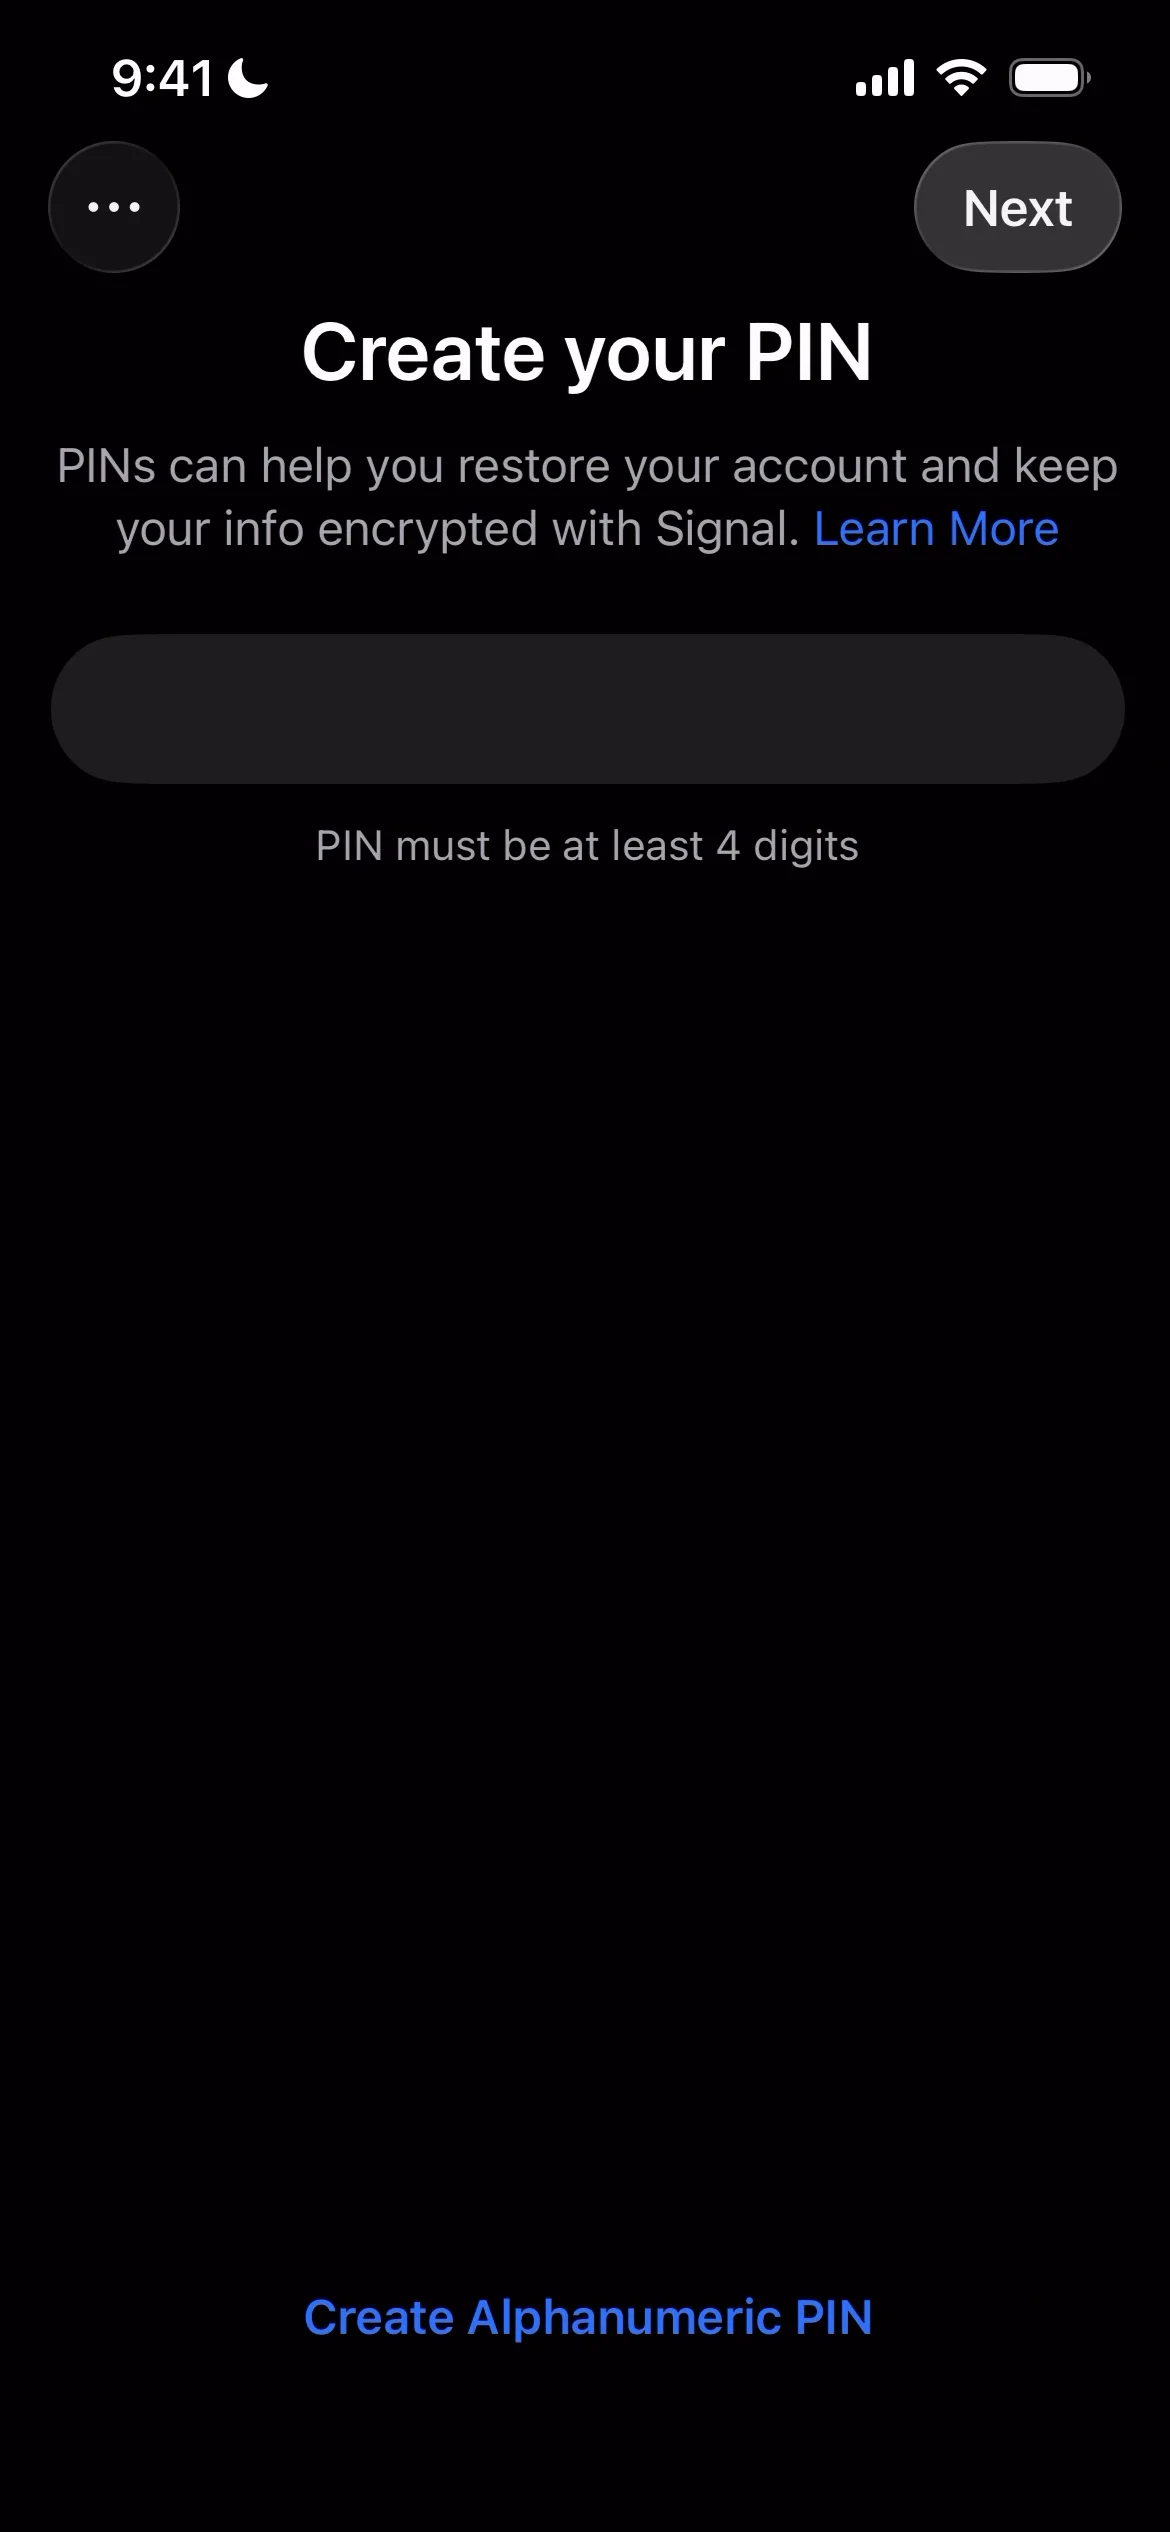 9:41
Next
Create your PIN
PINs can help you restore your account and keep
your info encrypted with Signal. Learn More
PIN must be at least 4 digits
Create Alphanumeric PIN